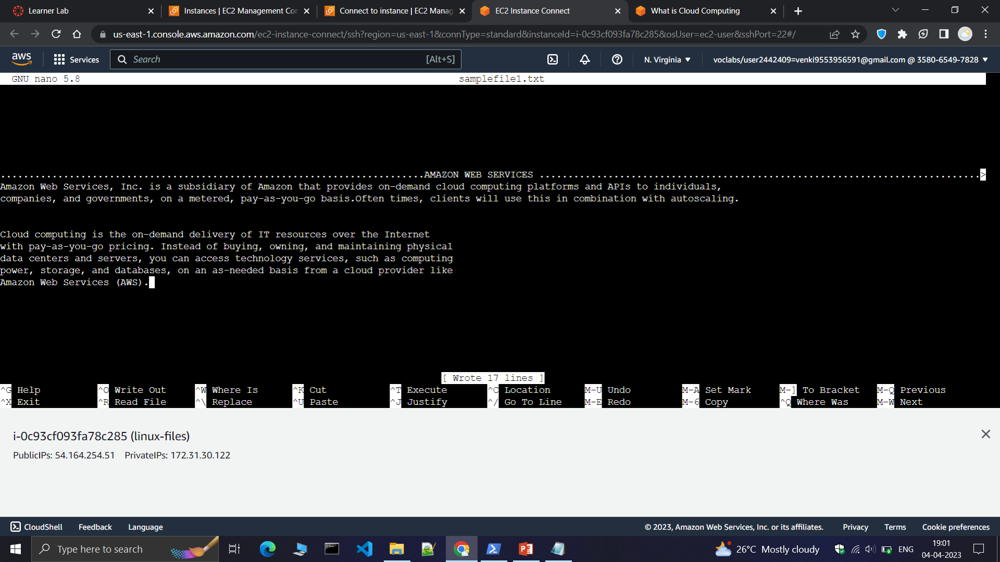 Learner Lab
Instances | EC2 Management Con
Connect to instance | EC2 Manag
EC2 Instance Connect
What is Cloud Computing
us-east-1.console.aws.amazon.com/ec2-instance-connect/ssh?region=us-east-1&connType=standard&instanceId=i-0c93cf093fa78c285&osUser=ec2-user&sshPort=22#/
aws
Services
Search
[Alt+S]
N. Virginia
voclabs/user2442409=venki9553956591@gmail.com @ 3580-6549-7828
GNU nano 5.8
samplefile1.txt
..........................................................................AMAZON WEB SERVICES .............................................................................>
Amazon Web Services, Inc. is a subsidiary of Amazon that provides on-demand cloud computing platforms and APIs to individuals,
companies, and governments, on a metered, pay-as-you-go basis.Often times, clients will use this in combination with autoscaling.
Cloud computing is the on-demand delivery of IT resources over the Internet
with pay-as-you-go pricing. Instead of buying, owning, and maintaining physical
data centers and servers, you can access technology services, such as computing
power, storage, and databases, on an as-needed basis from a cloud provider like
Amazon Web Services (AWS).
[ Wrote 17 lines ]
^G Help ^O Write Out ^W Where Is ^K Cut ^T Execute ^C Location M-U Undo M-A Set Mark M-] To Bracket M-Q Previous
^X Exit ^R Read File ^\ Replace ^U Paste ^J Justify ^/ Go To Line M-E Redo M-6 Copy ^Q Where Was M-W Next
i-0c93cf093fa78c285 (linux-files)
PublicIPs: 54.164.254.51 PrivateIPs: 172.31.30.122
CloudShell Feedback Language
© 2023, Amazon Web Services, Inc. or its affiliates. Privacy Terms Cookie preferences
Type here to search
26°C Mostly cloudy
ENG
19:01
04-04-2023